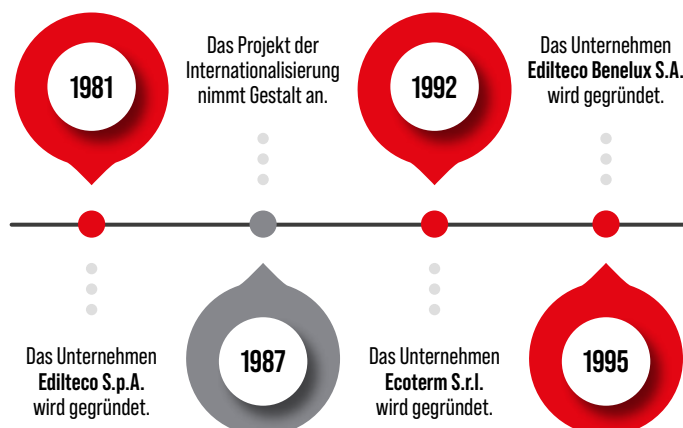 1981
Das Unternehmen
Edilteco S.p.A.
wird gegründet.
Das Projekt der
Internationalisierung
nimmt Gestalt an.
1987
1992
Das Unternehmen
Ecoterm S.r.l.
wird gegründet.
Das Unternehmen
Edilteco Benelux S.A.
wird gegründet.
1995